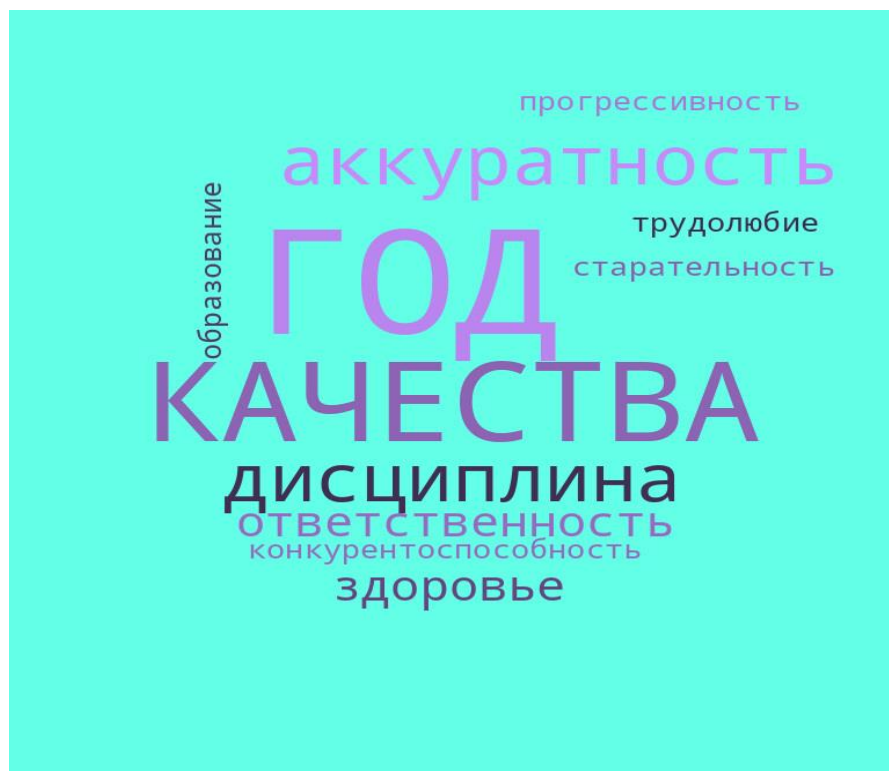 прогрессивность
аккуратность
образование
трудолюбие
ГОД
старательность
КАЧЕСТВА
дисциплина
ответственность
конкурентоспособность
здоровье